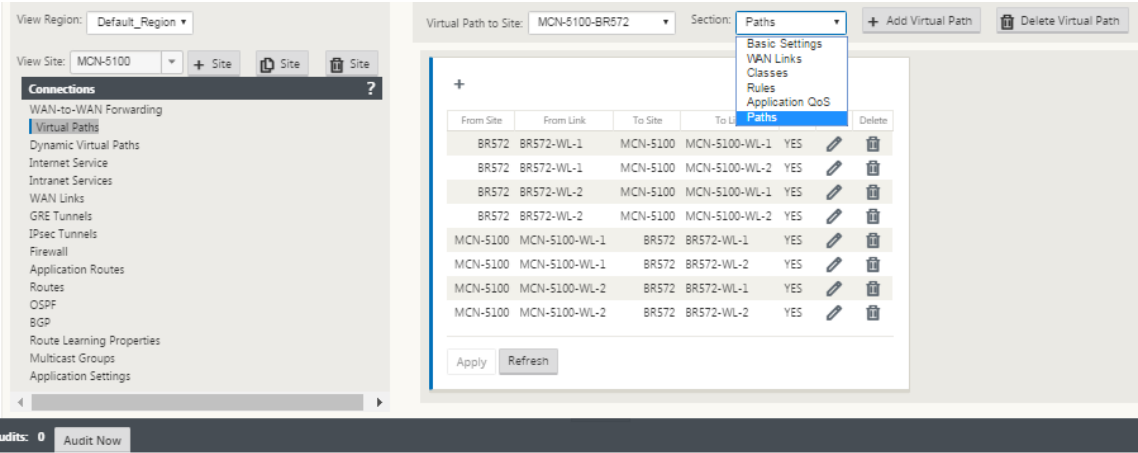 View Region: Default_Region
View Site: MCN-5100 + Site Site Site
Connections ?
WAN-to-WAN Forwarding
Virtual Paths
Dynamic Virtual Paths
Internet Service
Intranet Services
WAN Links
GRE Tunnels
IPsec Tunnels
Firewall
Application Routes
Routes
OSPF
BGP
Route Learning Properties
Multicast Groups
Application Settings
Virtual Path to Site: MCN-5100-BR572 Section: Paths + Add Virtual Path Delete Virtual Path
Basic Settings
WAN Links
Classes
Rules
Application QoS
Paths
+
From Site From Link To Site To Li Delete
BR572 BR572-WL-1 MCN-5100 MCN-5100-WL-1 YES
BR572 BR572-WL-1 MCN-5100 MCN-5100-WL-2 YES
BR572 BR572-WL-2 MCN-5100 MCN-5100-WL-1 YES
BR572 BR572-WL-2 MCN-5100 MCN-5100-WL-2 YES
MCN-5100 MCN-5100-WL-1 BR572 BR572-WL-1 YES
MCN-5100 MCN-5100-WL-1 BR572 BR572-WL-2 YES
MCN-5100 MCN-5100-WL-2 BR572 BR572-WL-1 YES
MCN-5100 MCN-5100-WL-2 BR572 BR572-WL-2 YES
Apply Refresh
udits: 0 Audit Now